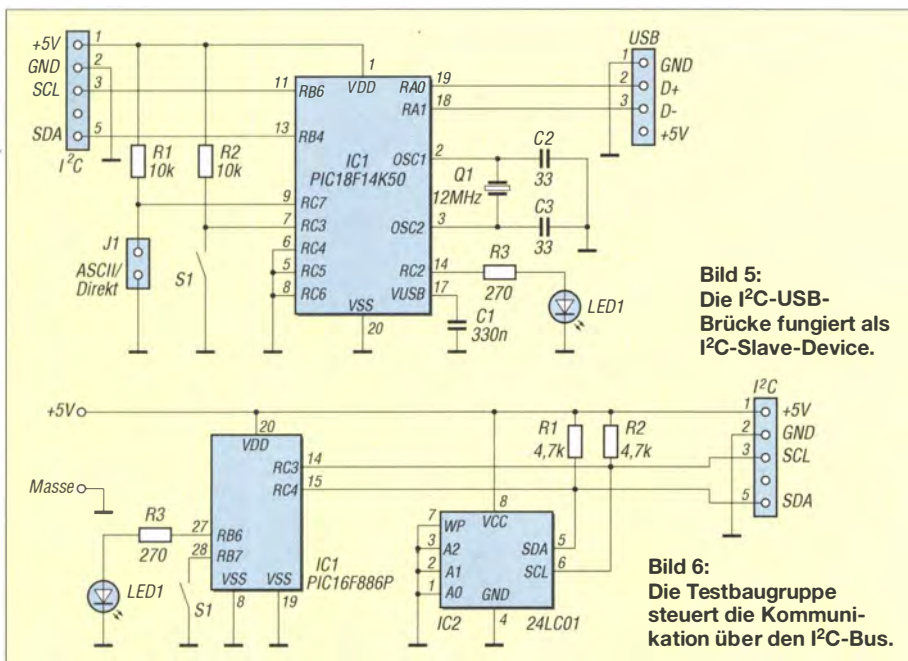 +5V
1
GND
2
SCL
3
SDA
5
I²C
R1
10k
R2
10k
J1
ASCII/
Direkt
S1
1
VDD
11
RB6
13
RB4
IC1
PIC18F14K50
9
RC7
7
RC3
6
RC4
5
RC5
8
RC6
VSS
20
RA0
19
RA1
18
OSC1
2
OSC2
3
RC2
14
VUSB
17
Q1
12MHz
C2
33
C3
33
R3
270
LED1
C1
330n
USB
1
GND
2
D+
3
D-
+5V
Bild 5:
Die I²C-USB-
Brücke fungiert als
I²C-Slave-Device.
+5V
Masse
20
VDD
RC3
14
RC4
15
R3
270
27
RB6
28
RB7
LED1
S1
VSS
8
VSS
19
IC1
PIC16F886P
R1
4,7k
R2
4,7k
8
VCC
7
WP
3
A2
2
A1
1
A0
SDA
5
SCL
6
GND
4
IC2
24LC01
I²C
1
+5V
2
GND
3
SCL
5
SDA
Bild 6:
Die Testbaugruppe
steuert die Kommuni-
kation über den I²C-Bus.